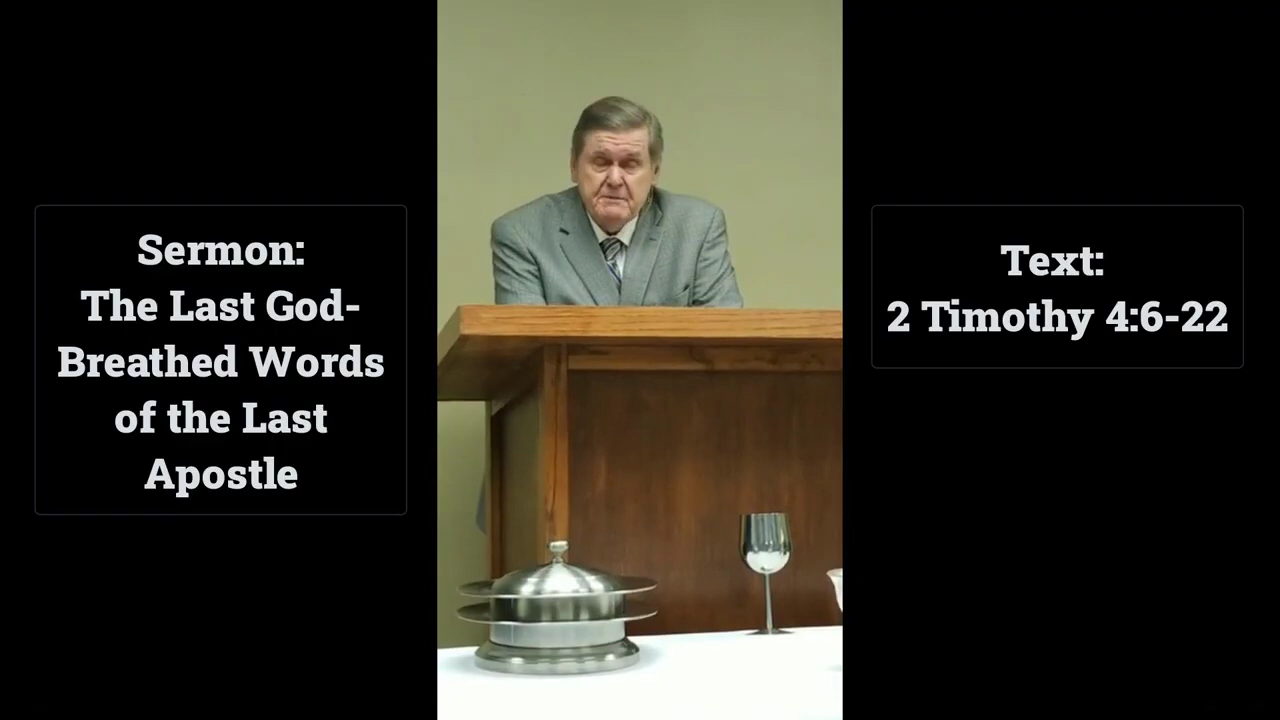 Sermon:
The Last God-
Breathed Words
of the Last
Apostle
Text:
2 Timothy 4:6-22